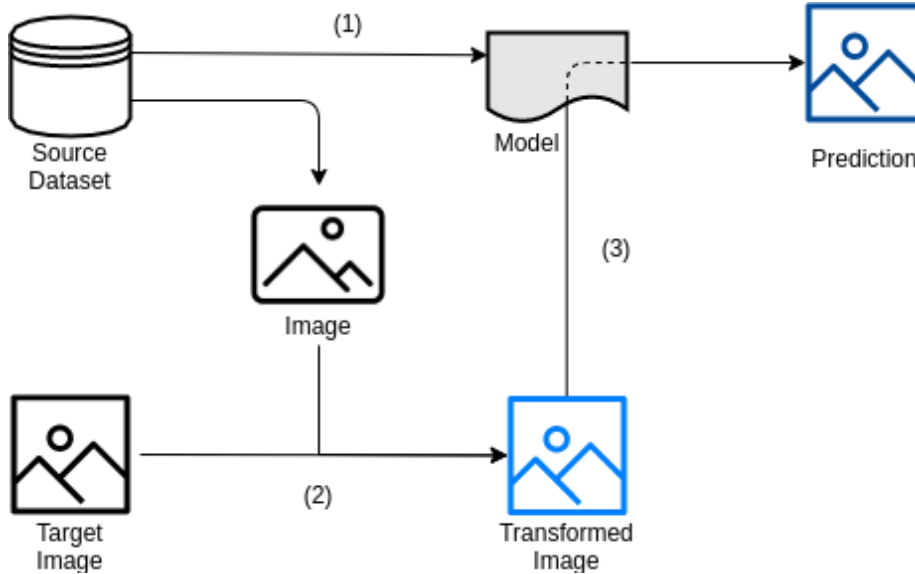 (1)
Source
Dataset
Model
Prediction
(3)
Image
(2)
Target
Image
Transformed
Image